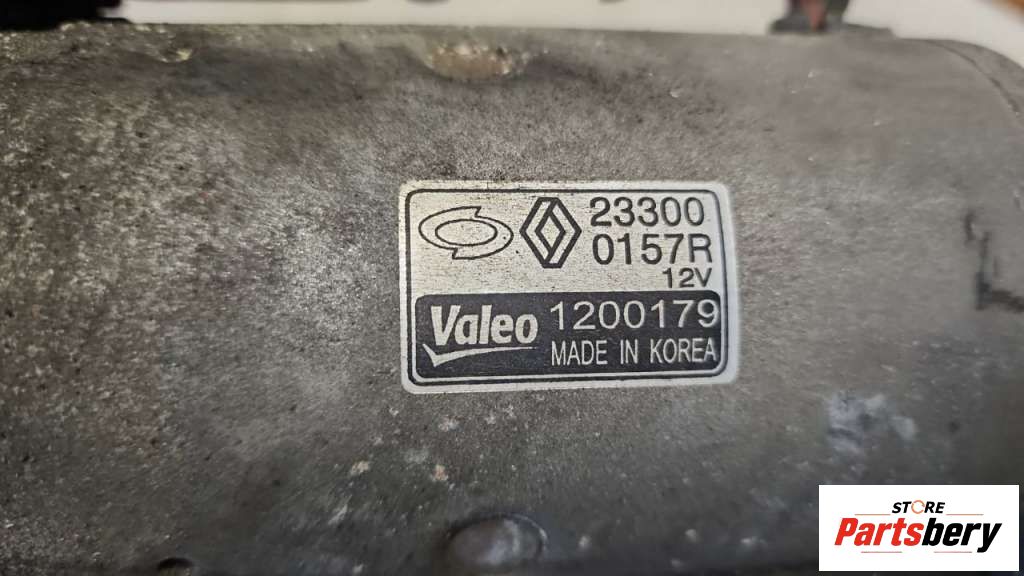 23300
0157R
12V
Valeo 1200179
MADE IN KOREA
STORE
Partsbery